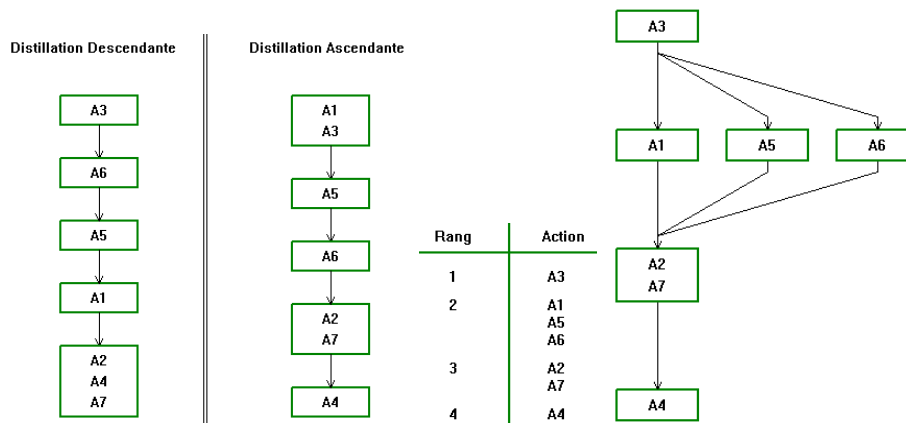 Distillation Descendante
A3
A6
A5
A1
A2
A4
A7
Distillation Ascendante
A1
A3
A5
A6
A2
A7
A4
Rang Action
1 A3
2 A1
A5
A6
3 A2
A7
4 A4
A3
A1 A5 A6
A2
A7
A4